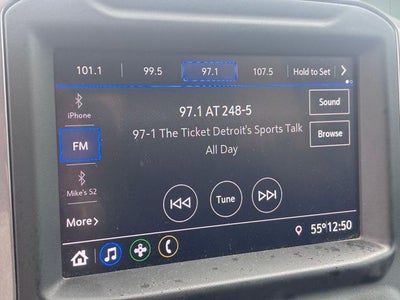 101.1 99.5 97.1 107.5 Hold to Set
iPhone
97.1 AT 248-5
Sound
FM
97-1 The Ticket Detroit's Sports Talk
All Day
Browse
Mike's S2
Tune
More
55° 12:50